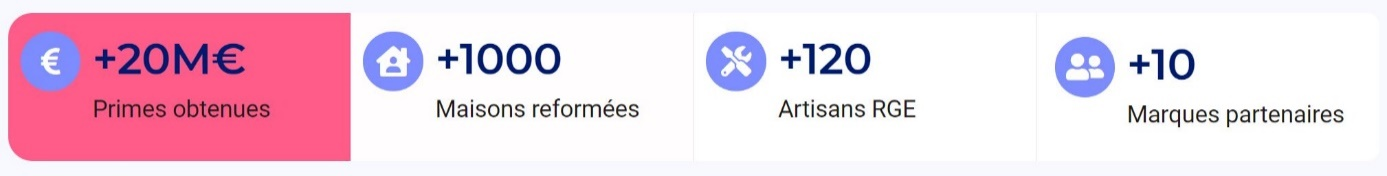 €
+20M€
Primes obtenues
+1000
Maisons reformées
+120
Artisans RGE
+10
Marques partenaires